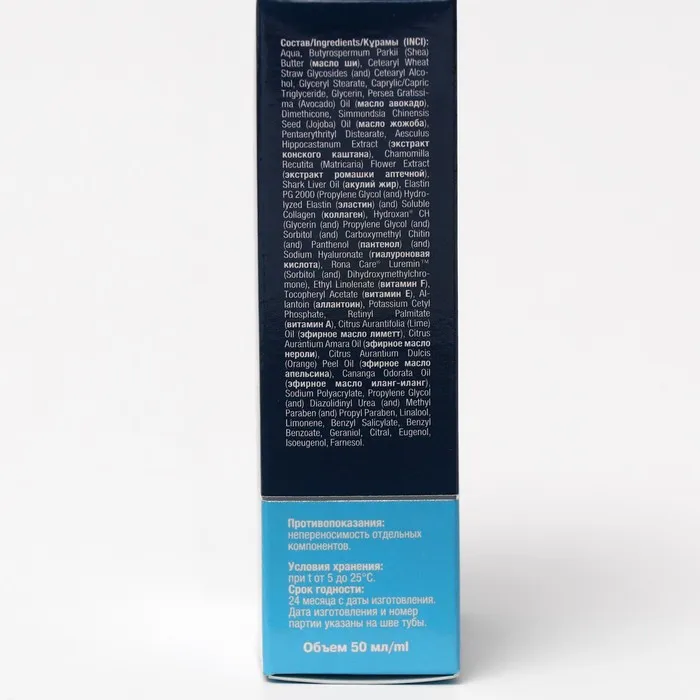 Состав/Ingredients/Құрамы (INCI):
Aqua, Butyrospermum Parkii (Shea)
Butter (масло ши), Cetearyl Wheat
Straw Glycosides (and) Cetearyl Alco-
hol, Glyceryl Stearate, Caprylic/Capric
Triglyceride, Glycerin, Persea Gratissi-
ma (Avocado) Oil (масло авокадо),
Dimethicone, Simmondsia Chinensis
Seed (Jojoba) Oil (масло жожоба),
Pentaerythrityl Distearate, Aesculus
Hippocastanum Extract (экстракт
конского каштана), Chamomilla
Recutita (Matricaria) Flower Extract
(экстракт ромашки аптечной),
Shark Liver Oil (акулий жир), Elastin
PG 2000 (Propylene Glycol (and) Hydro-
lyzed Elastin (эластин) (and) Soluble
Collagen (коллаген), Hydroxan® CH
(Glycerin (and) Propylene Glycol (and)
Sorbitol (and) Carboxymethyl Chitin
(and) Panthenol (пантенол) (and)
Sodium Hyaluronate (гиалуроновая
кислота), Rona Care® Luremin™
(Sorbitol (and) Dihydroxymethylchro-
mone), Ethyl Linolenate (витамин F),
Tocopheryl Acetate (витамин Е), Al-
lantoin (аллантоин), Potassium Cetyl
Phosphate, Retinyl Palmitate
(витамин А), Citrus Aurantifolia (Lime)
Oil (эфирное масло лиметт), Citrus
Aurantium Amara Oil (эфирное масло
нероли), Citrus Aurantium Dulcis
(Orange) Peel Oil (эфирное масло
апельсина), Cananga Odorata Oil
(эфирное масло иланг-иланг),
Sodium Polyacrylate, Propylene Glycol
(and) Diazolidinyl Urea (and) Methyl
Paraben (and) Propyl Paraben, Linalool,
Limonene, Benzyl Salicylate, Benzyl
Benzoate, Geraniol, Citral, Eugenol,
Isoeugenol, Farnesol.
Противопоказания:
непереносимость отдельных
компонентов.
Условия хранения:
при t от 5 до 25°С.
Срок годности:
24 месяца с даты изготовления.
Дата изготовления и номер
партии указаны на шве тубы.
Объем 50 мл/ml